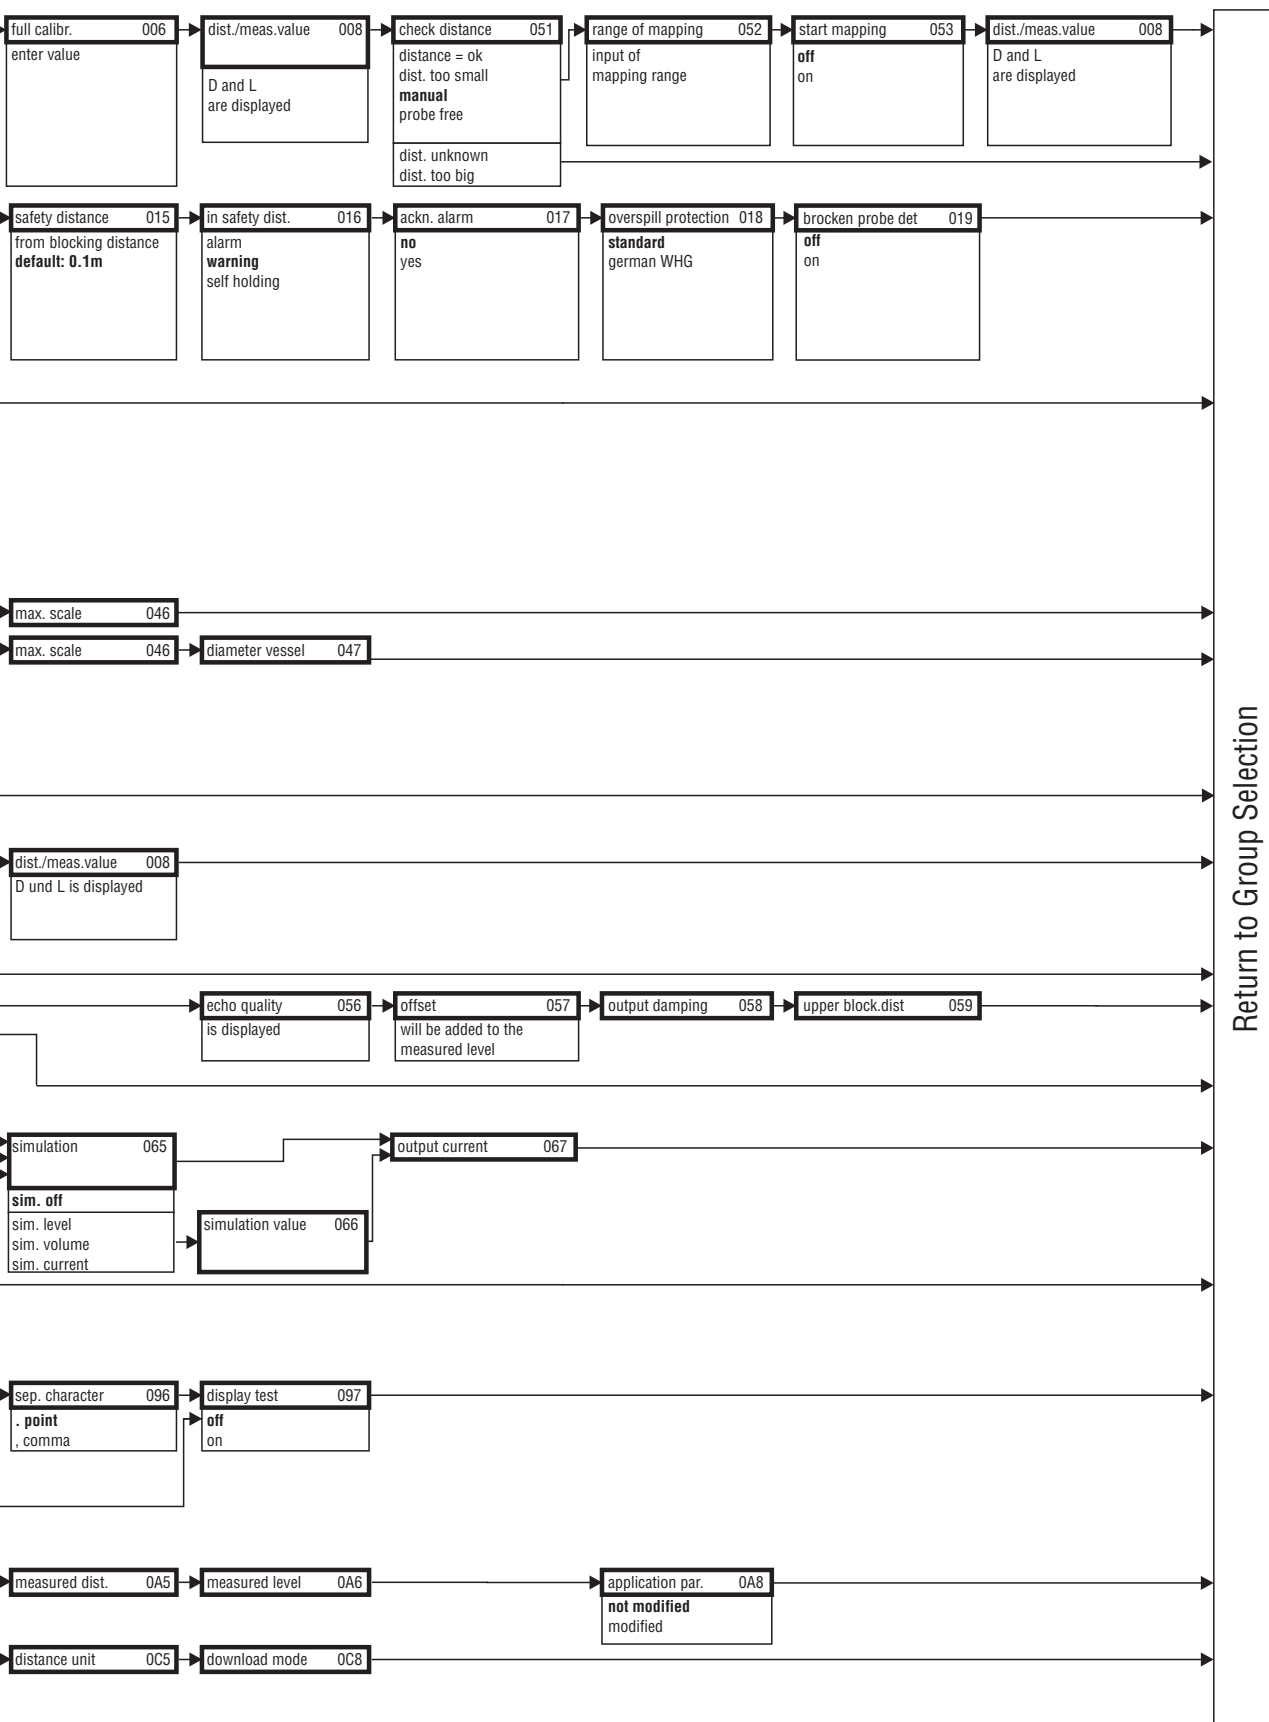 full calibr. 006
enter value
dist./meas.value 008
D and L
are displayed
check distance 051
distance = ok
dist. too small
manual
probe free
dist. unknown
dist. too big
range of mapping 052
input of
mapping range
start mapping 053
off
on
dist./meas.value 008
D and L
are displayed
safety distance 015
from blocking distance
default: 0.1m
in safety dist. 016
alarm
warning
self holding
ackn. alarm 017
no
yes
overspill protection 018
standard
german WHG
brocken probe det 019
off
on
max. scale 046
max. scale 046
diameter vessel 047
dist./meas.value 008
D und L is displayed
echo quality 056
is displayed
offset 057
will be added to the
measured level
output damping 058
upper block.dist 059
simulation 065
sim. off
sim. level
sim. volume
sim. current
simulation value 066
output current 067
sep. character 096
. point
, comma
display test 097
off
on
measured dist. 0A5
measured level 0A6
application par. 0A8
not modified
modified
distance unit 0C5
download mode 0C8
Return to Group Selection